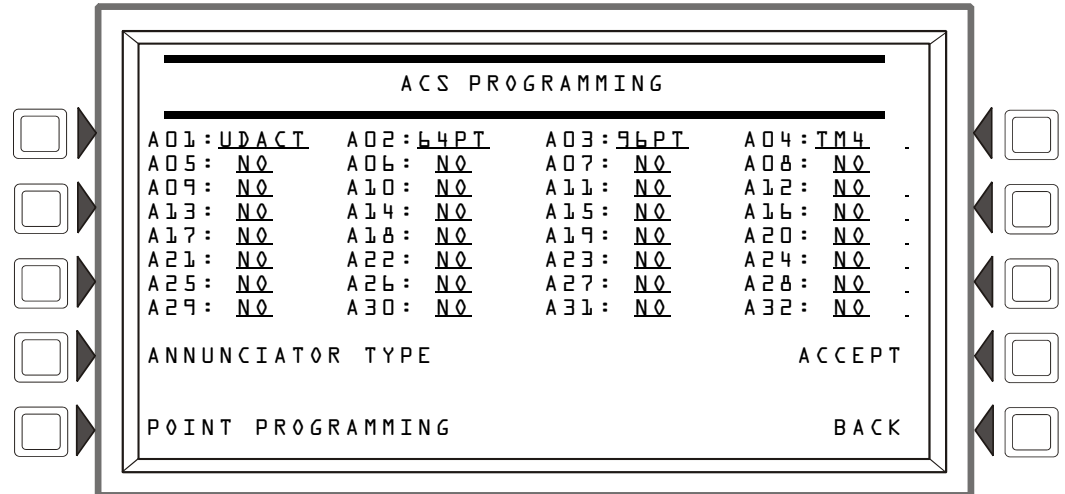 ACS PROGRAMMING
A01:UDACT A02:64PT A03:96PT A04:TM4
A05: NO A06: NO A07: NO A08: NO
A09: NO A10: NO A11: NO A12: NO
A13: NO A14: NO A15: NO A16: NO
A17: NO A18: NO A19: NO A20: NO
A21: NO A22: NO A23: NO A24: NO
A25: NO A26: NO A27: NO A28: NO
A29: NO A30: NO A31: NO A32: NO
ANNUNCIATOR TYPE ACCEPT
POINT PROGRAMMING BACK